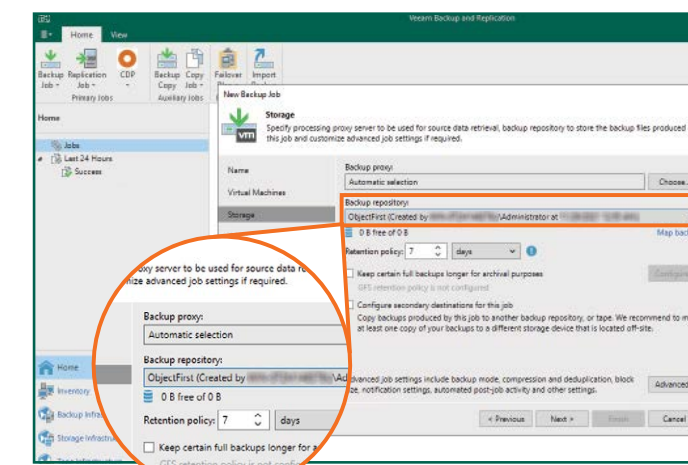 Veeam Backup and Replication
Home View
Backup Job
Replication Job
CDP
Backup Copy
Copy Job
Failover
Import
Primary Jobs
Auxiliary Jobs
Home
Jobs
Last 24 Hours
Success
Home
Inventory
Backup
Storage
New Backup Job
vm
Storage
Specify processing proxy server to be used for source data retrieval, backup repository to store the backup files produced
this job and customize advanced job settings if required.
Name
Virtual Machines
Storage
Backup proxy:
Automatic selection
Choose..
Backup repository:
ObjectFirst (Created by \Administrator at
0 B free of 0 B
Map
Retention policy: 7 days
Keep certain full backups longer for archival purposes
GFS retention policy is not configured
Configure
Configure secondary destinations for this job
Copy backups produced by this job to another backup repository, or tape. We recommend to
at least one copy of your backups to a different storage device that is located off-site.
job settings include backup mode, compression and deduplication, block
notification settings, automated post-job activity and other settings.
Advanced
< Previous Next > Finish Cancel
server to be used for source data
advanced job settings if required.
Backup proxy:
Automatic selection
Backup repository:
ObjectFirst (Created by
0 B free of 0 B
Retention policy: 7 days
Keep certain full backups longer for
GFS retention policy is not